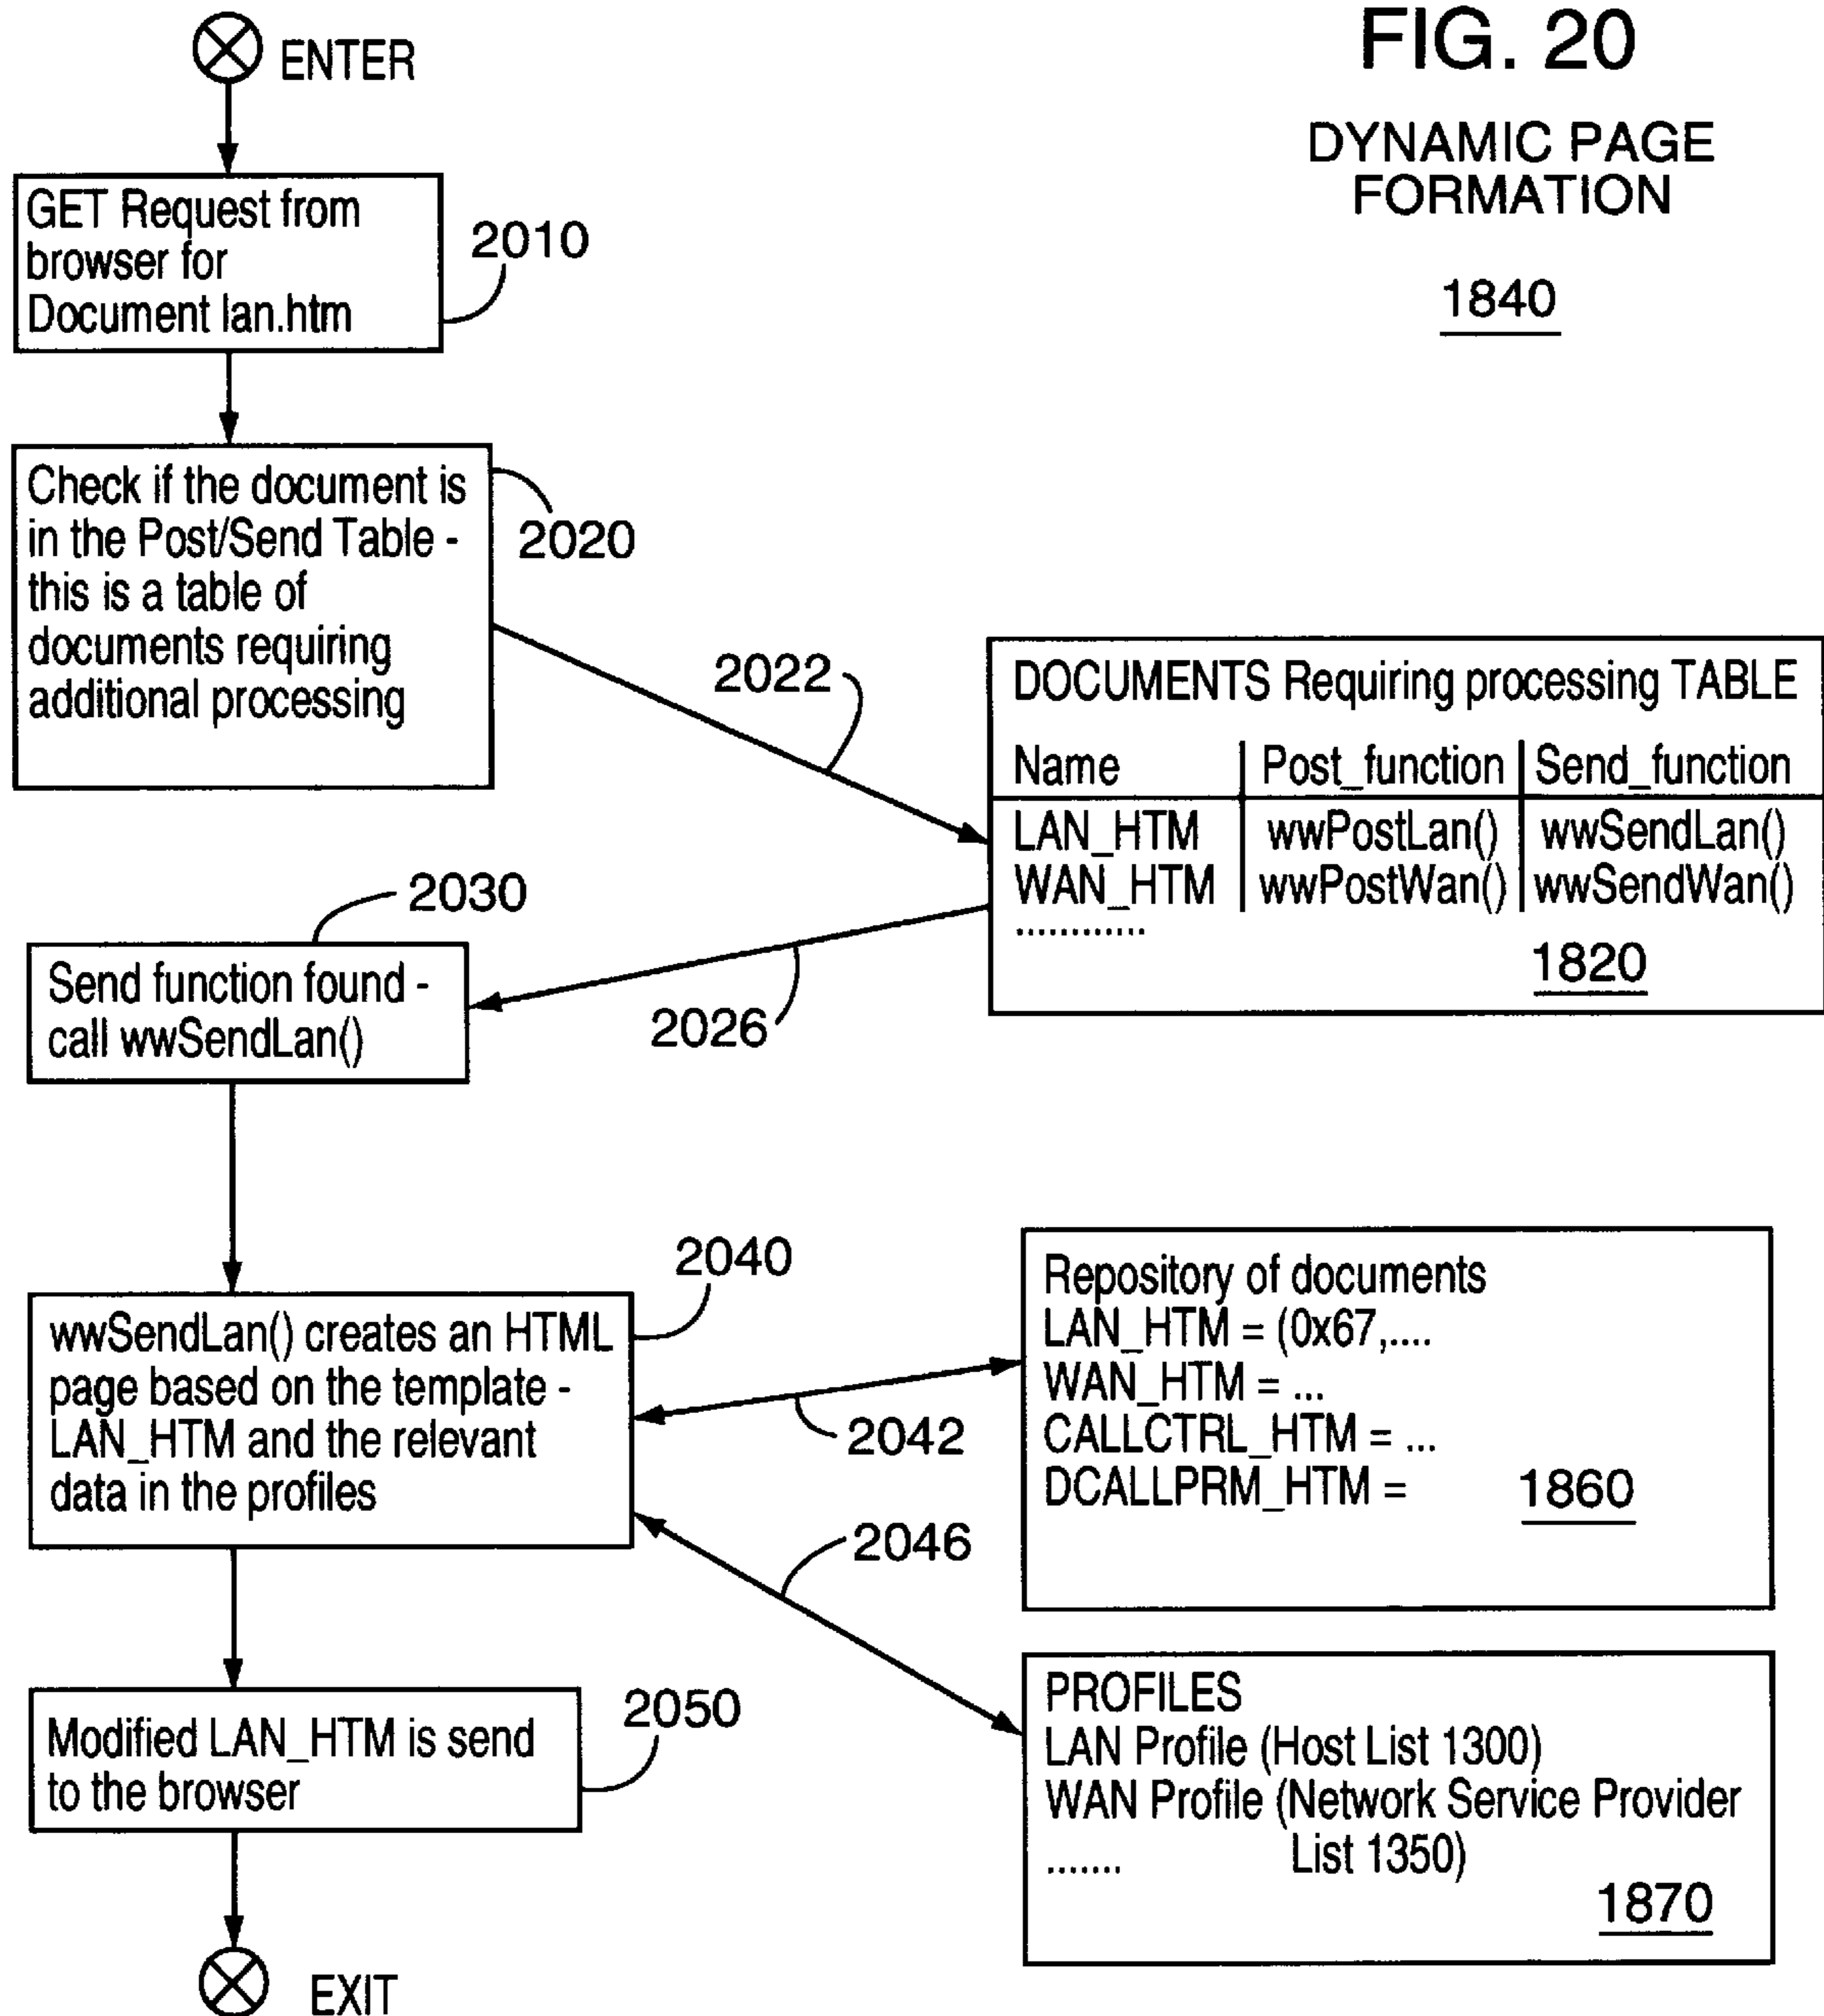 FIG. 20
DYNAMIC PAGE
FORMATION
1840
ENTER
GET Request from
browser for
Document lan.htm
2010
Check if the document is
in the Post/Send Table -
this is a table of
documents requiring
additional processing
2020
2022
DOCUMENTS Requiring processing TABLE
Name Post_function Send_function
LAN_HTM wwPostLan() wwSendLan()
WAN_HTM wwPostWan() wwSendWan()
............
1820
2026
2030
Send function found -
call wwSendLan()
2040
wwSendLan() creates an HTML
page based on the template -
LAN_HTM and the relevant
data in the profiles
2042
Repository of documents
LAN_HTM = (0x67,....
WAN_HTM = ...
CALLCTRL_HTM = ...
DCALLPRM_HTM =
1860
2046
PROFILES
LAN Profile (Host List 1300)
WAN Profile (Network Service Provider
List 1350)
.......
1870
Modified LAN_HTM is send
to the browser
2050
EXIT